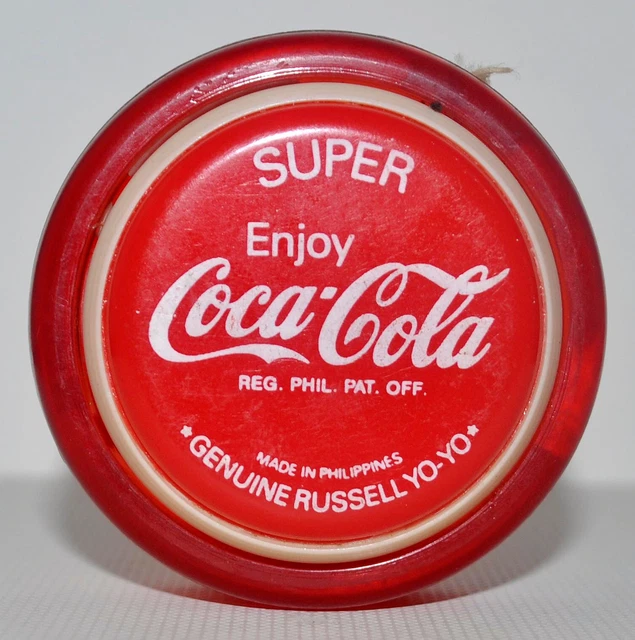 SUPER
Enjoy
Coca-Cola
REG. PHIL. PAT. OFF.
MADE IN PHILIPPINES
★GENUINE RUSSELL YO-YO★